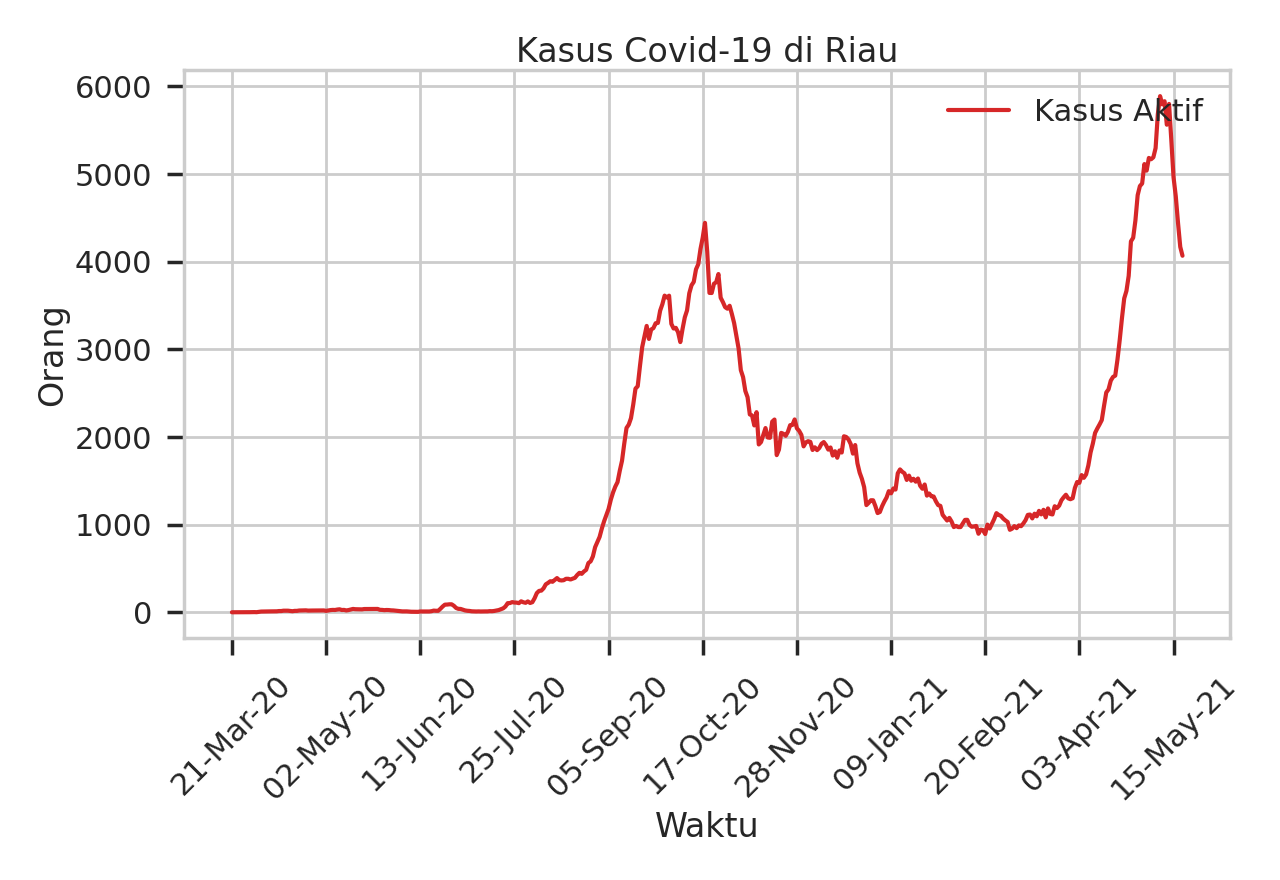 Kasus Covid-19 di Riau
Kasus Aktif
6000
5000
4000
3000
2000
1000
0
Orang
21-Mar-20
02-May-20
13-Jun-20
25-Jul-20
05-Sep-20
17-Oct-20
28-Nov-20
09-Jan-21
20-Feb-21
03-Apr-21
15-May-21
Waktu